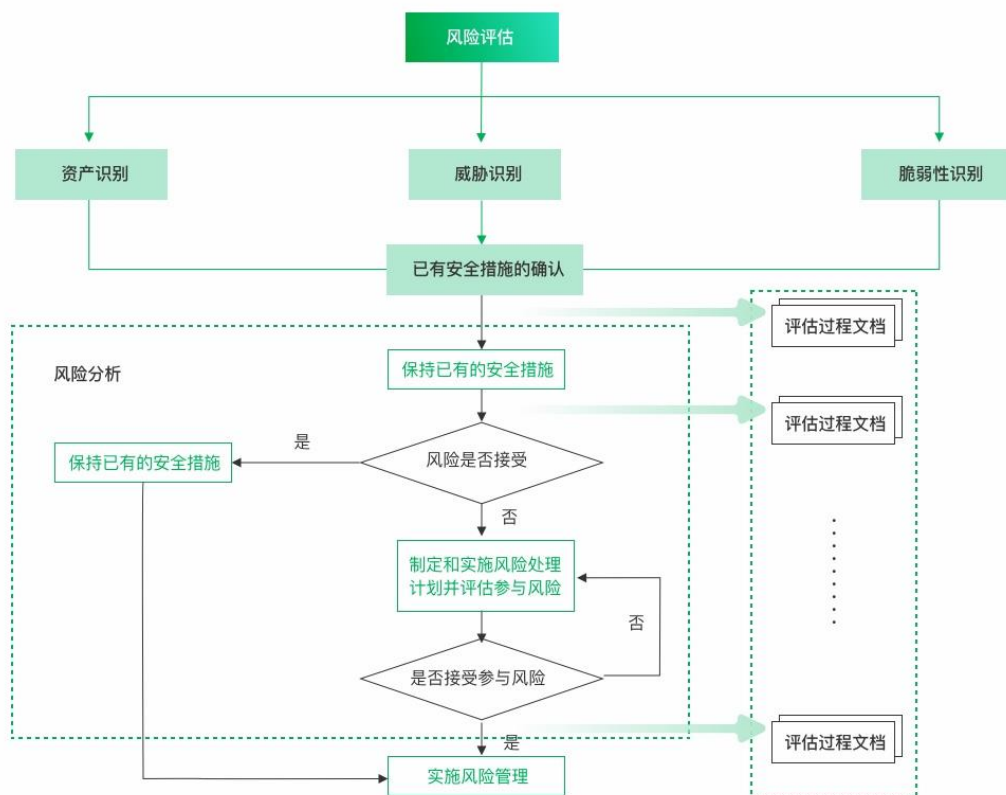 风险评估
资产识别
威胁识别
脆弱性识别
已有安全措施的确认
评估过程文档
风险分析
保持已有的安全措施
评估过程文档
是
风险是否接受
保持已有的安全措施
否
制定和实施风险处理
计划并评估参与风险
否
是否接受参与风险
评估过程文档
是
实施风险管理